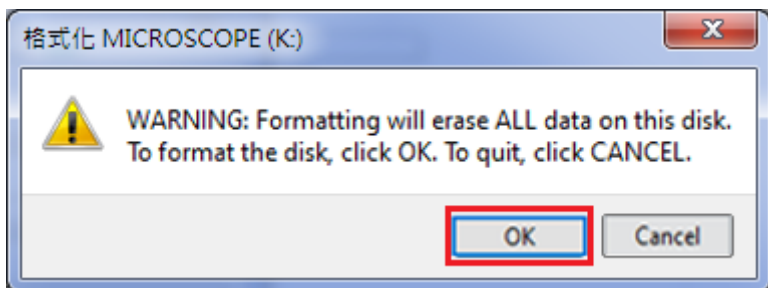 格式化 MICROSCOPE (K:)
WARNING: Formatting will erase ALL data on this disk.
To format the disk, click OK. To quit, click CANCEL.
OK
Cancel